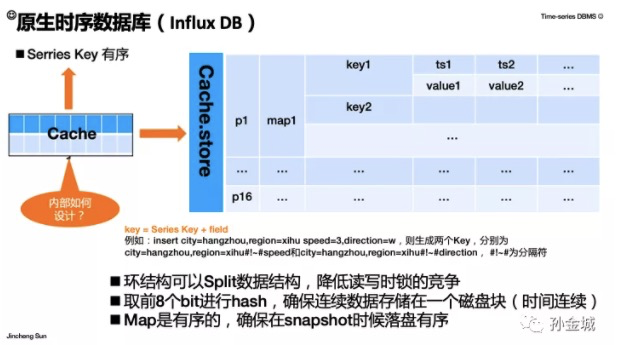 原生时序数据库（Influx DB）
Time-series DBMS
Serries Key 有序
Cache
内部如何
设计？
Cache.store
key1 ts1 ts2 ...
value1 value2 ...
p1 map1
key2
...
... ... ... ... ... ...
p16 ... ... ... ... ...
key = Series Key + field
例如：insert city=hangzhou,region=xihu speed=3,direction=w，则生成两个Key，分别为
city=hangzhou,region=xihu#!~#speed和city=hangzhou,region=xihu#!~#direction， #!~#为分隔符
环结构可以Split数据结构，降低读写时锁的竞争
取前8个bit进行hash，确保连续数据存储在一个磁盘块（时间连续）
Map是有序的，确保在snapshot时候落盘有序
Jincheng Sun
孙金城